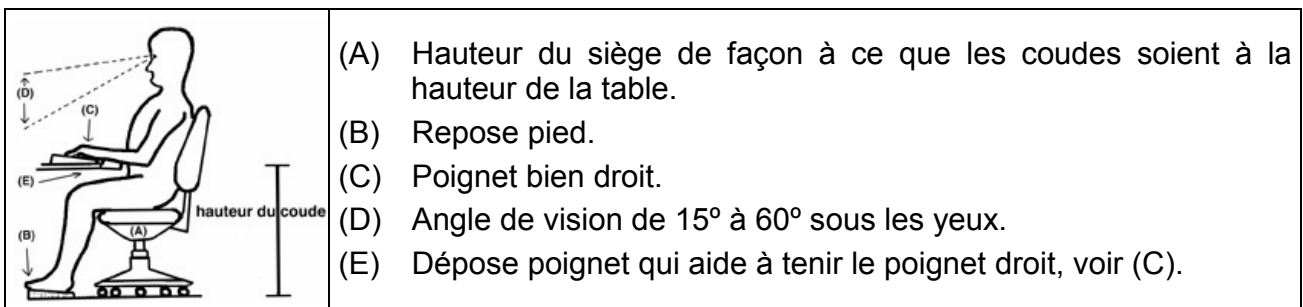 (D)
(C)
(E)
hauteur du coude
(B)
(A)
(A) Hauteur du siège de façon à ce que les coudes soient à la
hauteur de la table.
(B) Repose pied.
(C) Poignet bien droit.
(D) Angle de vision de 15º à 60º sous les yeux.
(E) Dépose poignet qui aide à tenir le poignet droit, voir (C).